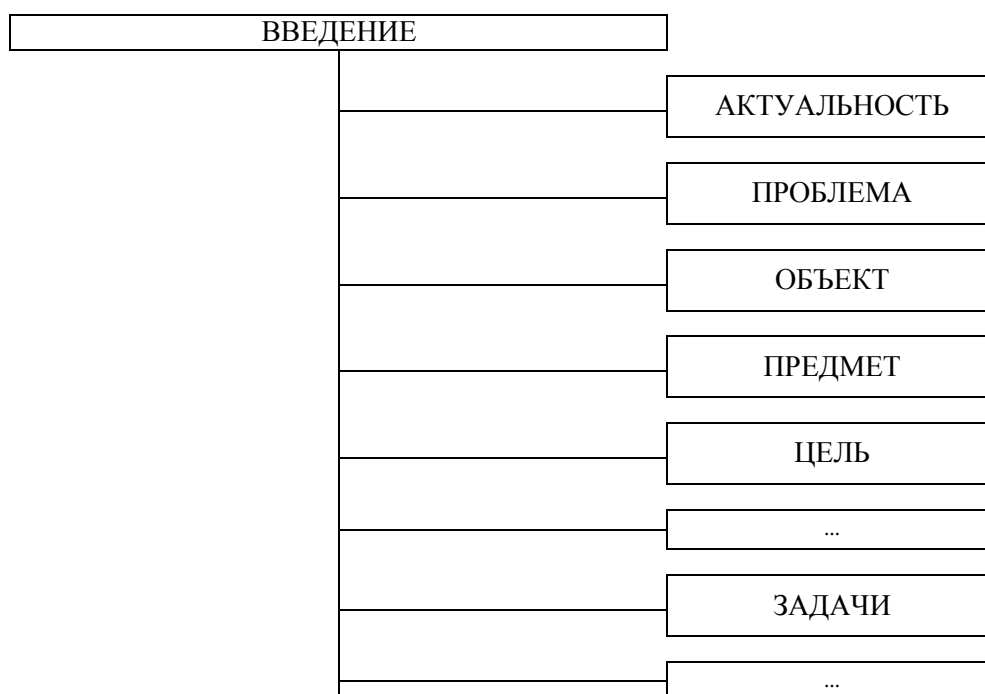 ВВЕДЕНИЕ
АКТУАЛЬНОСТЬ
ПРОБЛЕМА
ОБЪЕКТ
ПРЕДМЕТ
ЦЕЛЬ
...
ЗАДАЧИ
...